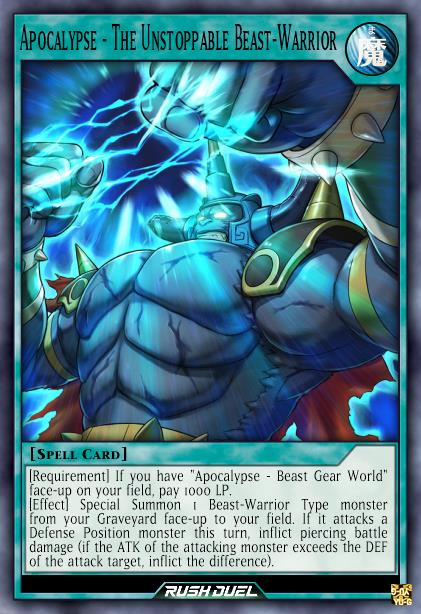 Apocalypse - The Unstoppable Beast-Warrior
ま
魔
[Spell Card]
[Requirement] If you have "Apocalypse - Beast Gear World"
face-up on your field, pay 1000 LP.
[Effect] Special Summon 1 Beast-Warrior Type monster
from your Graveyard face-up to your field. If it attacks a
Defense Position monster this turn, inflict piercing battle
damage (if the ATK of the attacking monster exceeds the DEF
of the attack target, inflict the difference).
RUSH DUEL